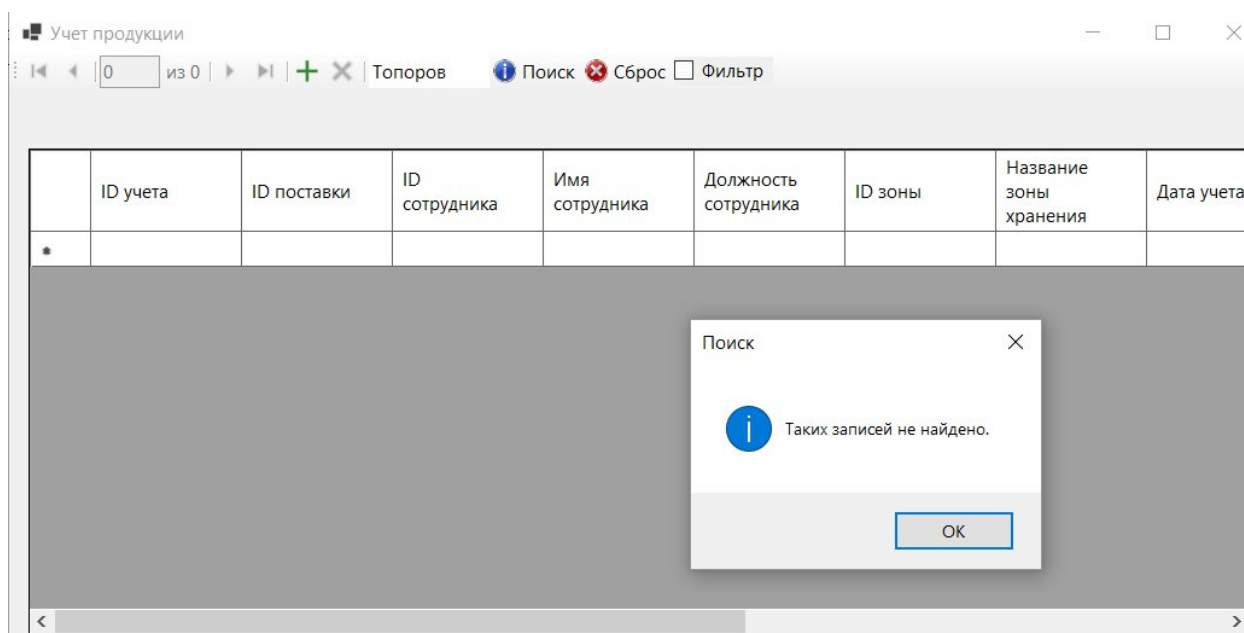 Учет продукции
0 из 0 Топоров Поиск Сброс Фильтр
ID учета
ID поставки
ID
сотрудника
Имя
сотрудника
Должность
сотрудника
ID зоны
Название
зоны
хранения
Дата учета
Поиск
Таких записей не найдено.
OK